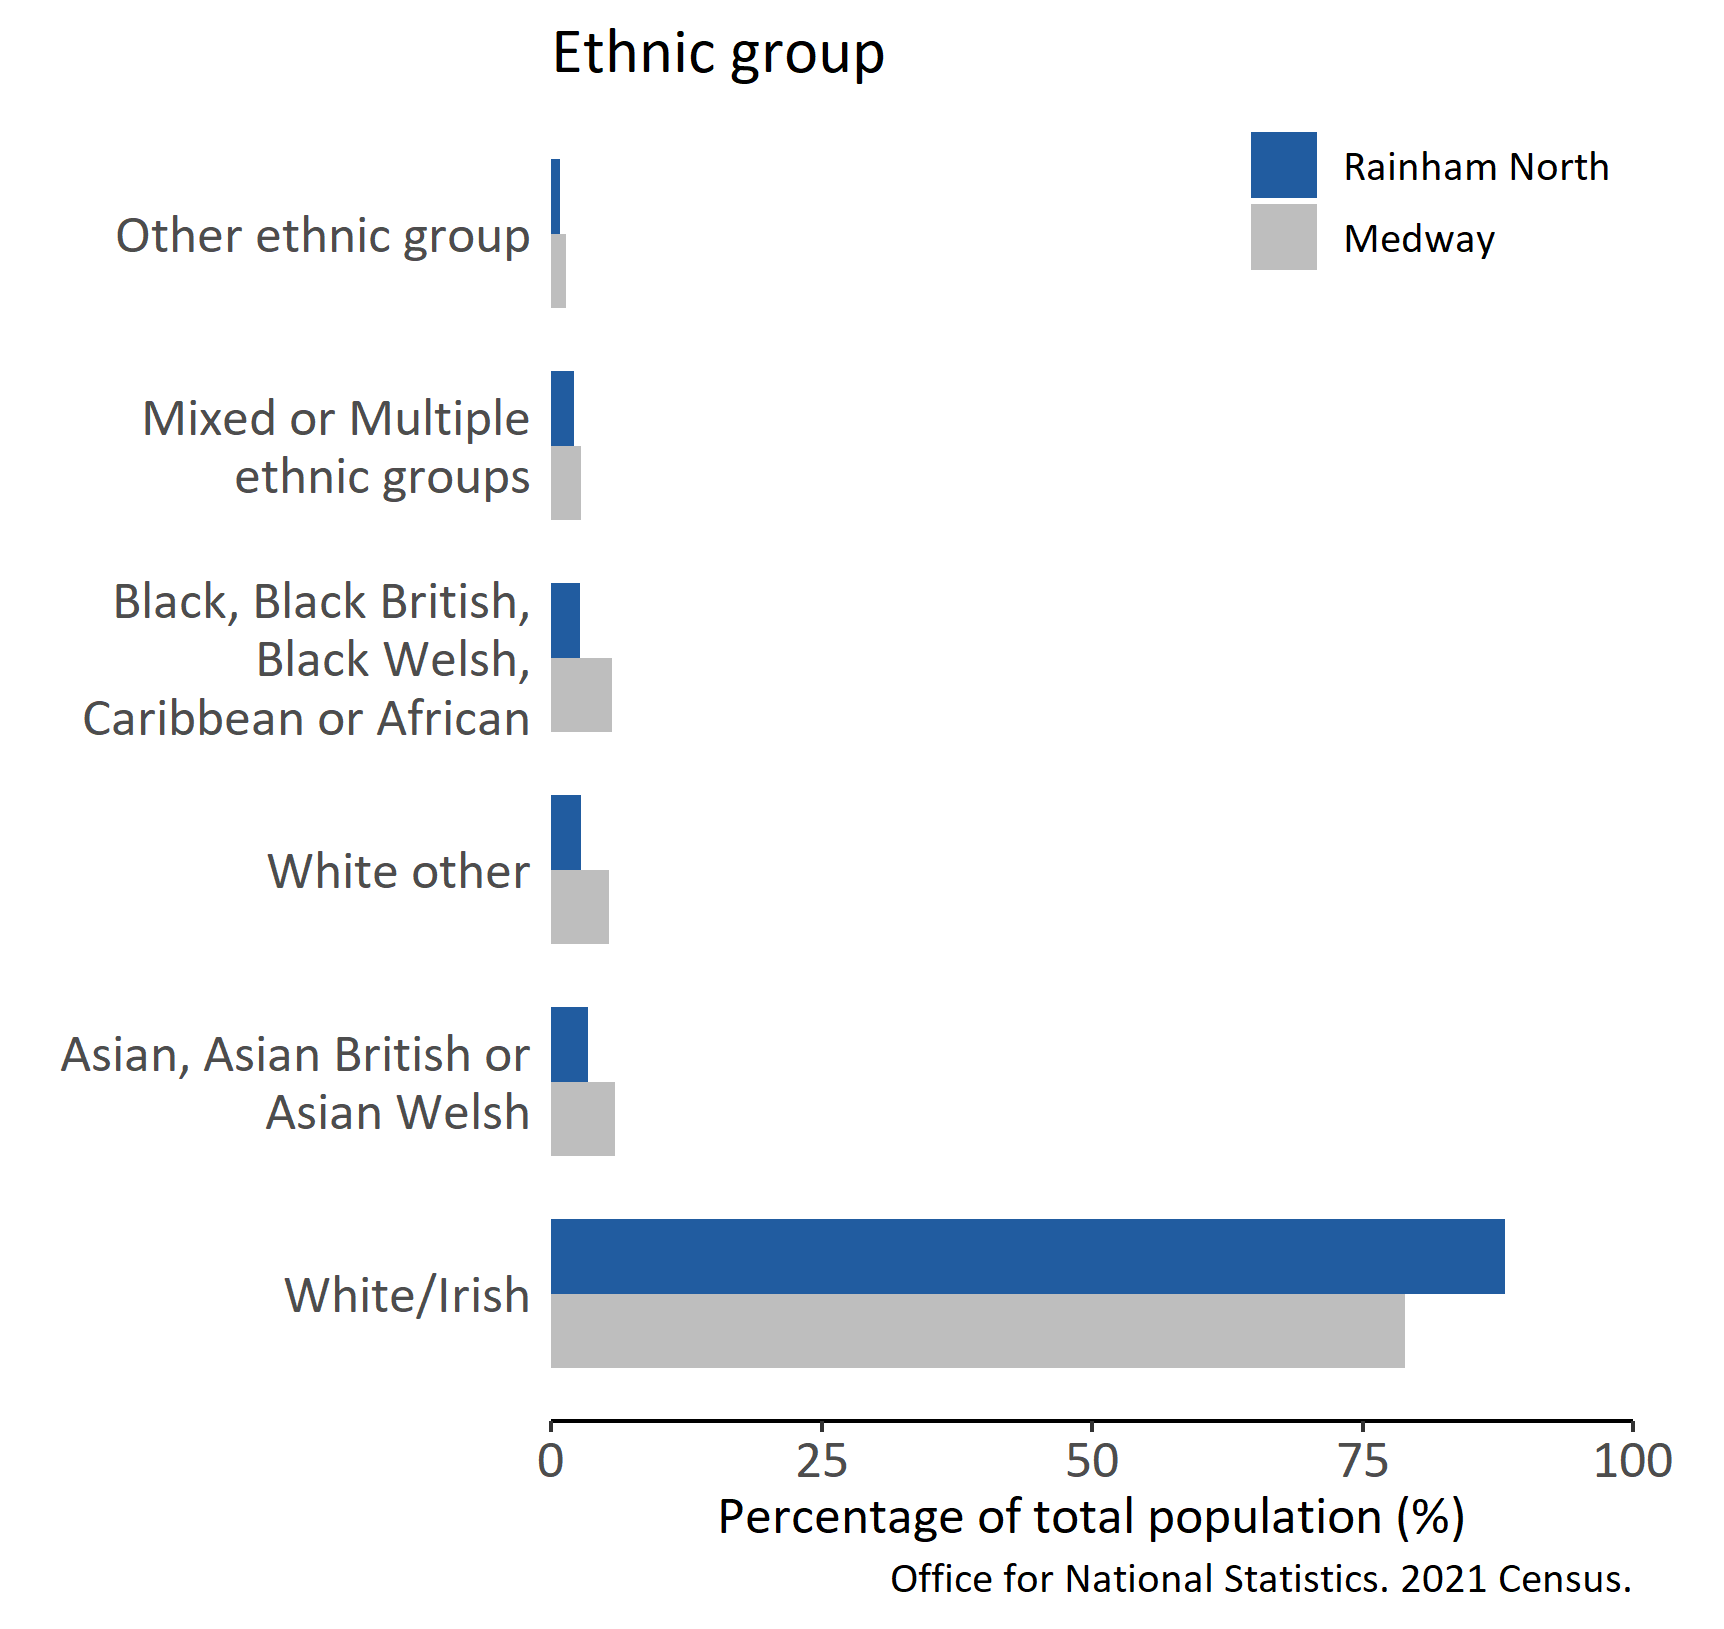 Ethnic group
Rainham North
Medway
Other ethnic group
Mixed or Multiple
ethnic groups
Black, Black British,
Black Welsh,
Caribbean or African
White other
Asian, Asian British or
Asian Welsh
White/Irish
0 25 50 75 100
Percentage of total population (%)
Office for National Statistics. 2021 Census.